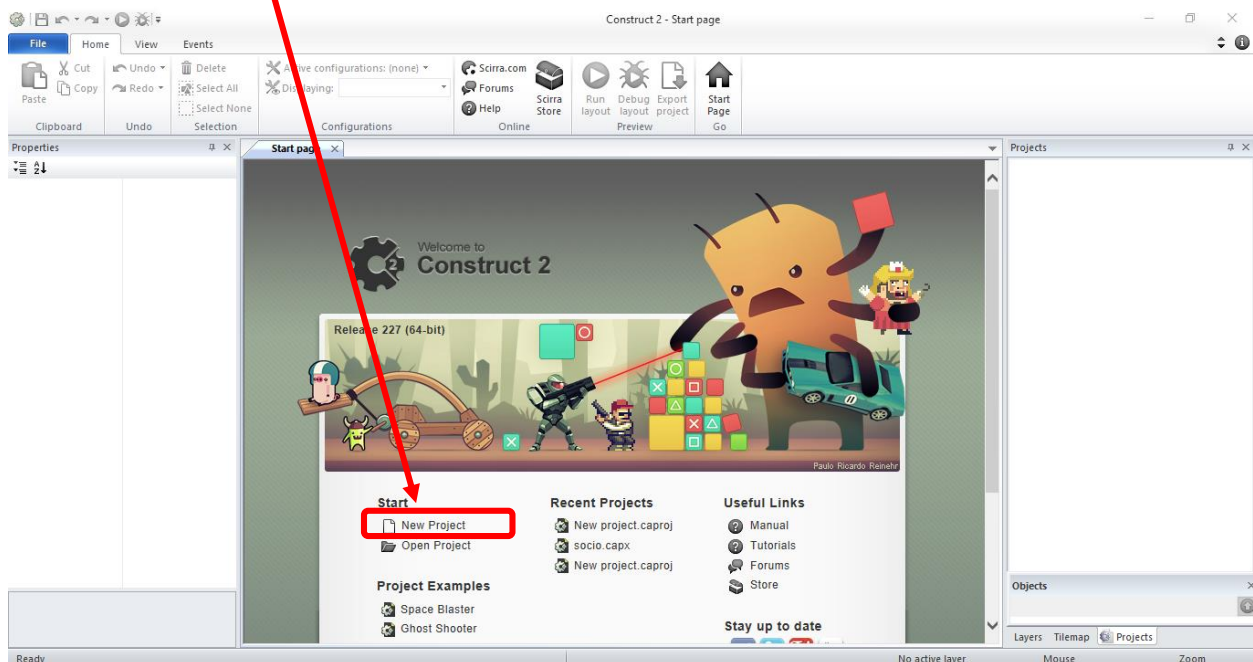 Construct 2 - Start page
File Home View Events
Paste
Cut
Copy
Clipboard
Undo
Redo
Undo
Delete
Select All
Select None
Selection
Active configurations: (none)
Displaying:
Configurations
Scirra.com
Forums
Help
Scirra Store
Online
Run layout
Debug layout
Export project
Preview
Start Page
Go
Properties
Start page
Projects
Welcome to
Construct 2
Release 227 (64-bit)
Paulo Ricardo Reinehr
Start
New Project
Open Project
Project Examples
Space Blaster
Ghost Shooter
Recent Projects
New project.caproj
socio.capx
New project.caproj
Useful Links
Manual
Tutorials
Forums
Store
Stay up to date
Objects
Layers Tilemap Projects
Ready
No active layer Mouse Zoom